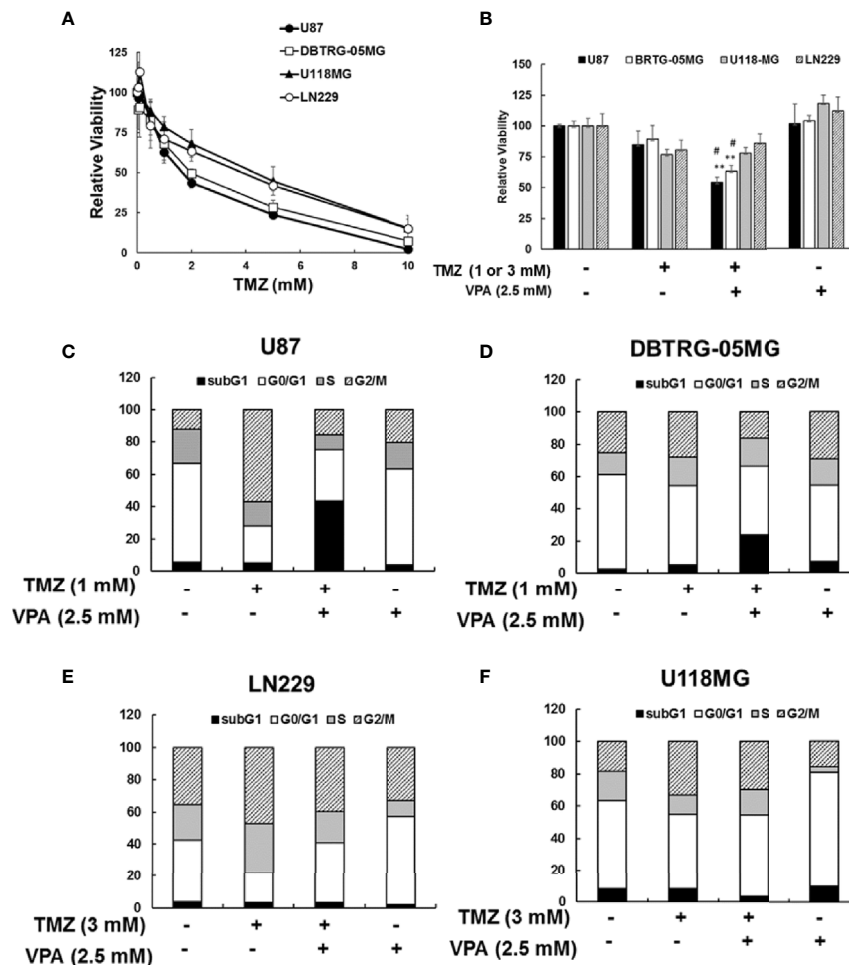 A
U87
DBTRG-05MG
U118MG
LN229
Relative Viability
125
100
75
50
25
0
0 2 4 6 8 10
TMZ (mM)
B
U87 BRTG-05MG U118-MG LN229
Relative Viability
150
125
100
75
50
25
0
# #
** **
TMZ (1 or 3 mM) - + + -
VPA (2.5 mM) - - + +
C
U87
120
subG1 G0/G1 S G2/M
100
80
60
40
20
0
TMZ (1 mM) - + + -
VPA (2.5 mM) - - + +
D
DBTRG-05MG
120
subG1 G0/G1 S G2/M
100
80
60
40
20
0
TMZ (1 mM) - + + -
VPA (2.5 mM) - - + +
E
LN229
120
subG1 G0/G1 S G2/M
100
80
60
40
20
0
TMZ (3 mM) - + + -
VPA (2.5 mM) - - + +
F
U118MG
120
subG1 G0/G1 S G2/M
100
80
60
40
20
0
TMZ (3 mM) - + + -
VPA (2.5 mM) - - + +